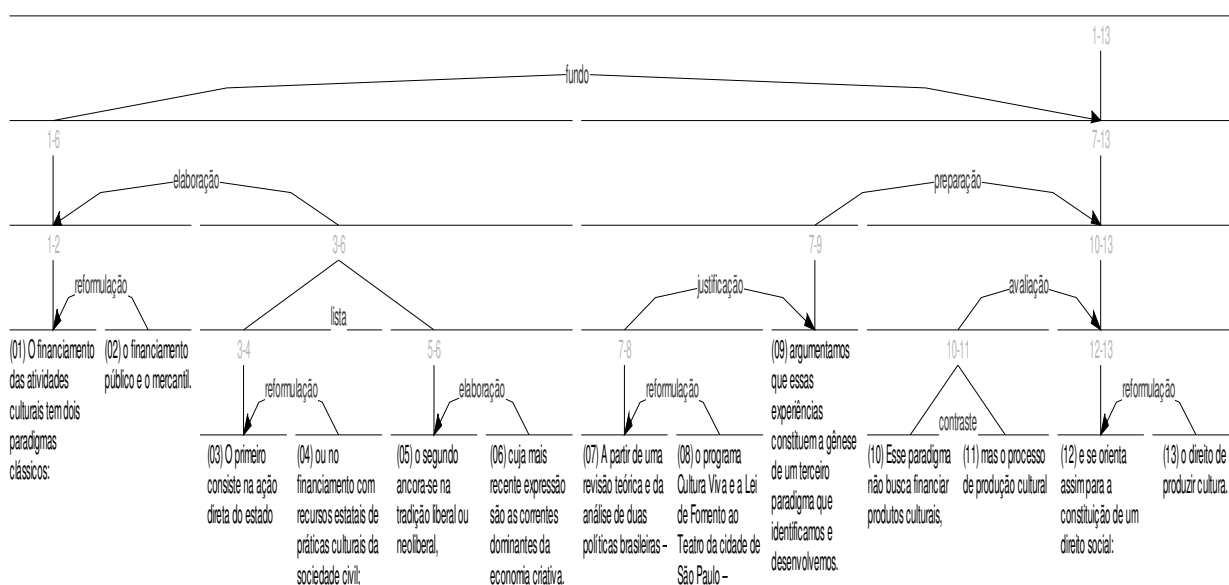 1-13
fundo
1-6
7-13
elaboração
preparação
1-2
3-6
7-9
10-13
reformulação
lista
justificação
avaliação
(01) O financiamento
das atividades
culturais tem dois
paradigmas
clássicos:
(02) o financiamento
público e o mercantil.
3-4
5-6
7-8
10-11
12-13
reformulação
elaboração
reformulação
contraste
reformulação
(03) O primeiro
consiste na ação
direta do estado
(04) ou no
financiamento com
recursos estatais de
práticas culturais da
sociedade civil;
(05) o segundo
ancora-se na
tradição liberal ou
neoliberal,
(06) cuja mais
recente expressão
são as correntes
dominantes da
economia criativa.
(07) A partir de uma
revisão teórica e da
análise de duas
políticas brasileiras –
(08) o programa
Cultura Viva e a Lei
de Fomento ao
Teatro da cidade de
São Paulo –
(09) argumentamos
que essas
experiências
constituem a gênese
de um terceiro
paradigma que
identificamos e
desenvolvemos.
(10) Esse paradigma
não busca financiar
produtos culturais,
(11) mas o processo
de produção cultural
(12) e se orienta
assim para a
constituição de um
direito social:
(13) o direito de
produzir cultura.